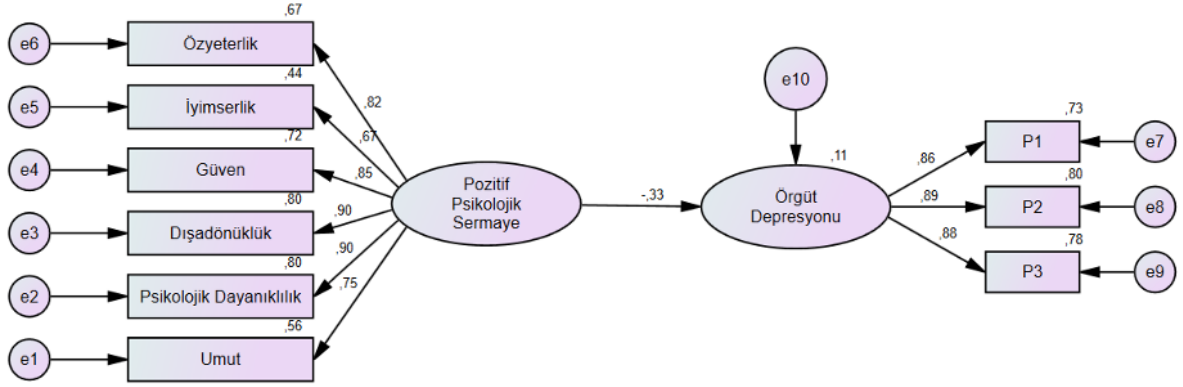 ,67
e6
Özyeterlik
,82
,44
e5
İyimserlik
,67
,72
e4
Güven
,85
,80
e3
Dışadönüklük
,90
,80
e2
Psikolojik Dayanıklılık
,90
,56
e1
Umut
,75
Pozitif
Psikolojik
Sermaye
-,33
e10
,11
Örgüt
Depresyonu
,86
,73
P1
e7
,89
,80
P2
e8
,88
,78
P3
e9